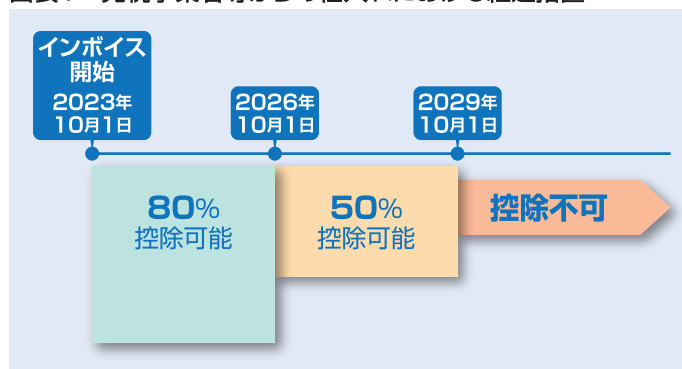 インボイス
開始
2023年
10月1日
2026年
10月1日
2029年
10月1日
80%
控除可能
50%
控除可能
控除不可